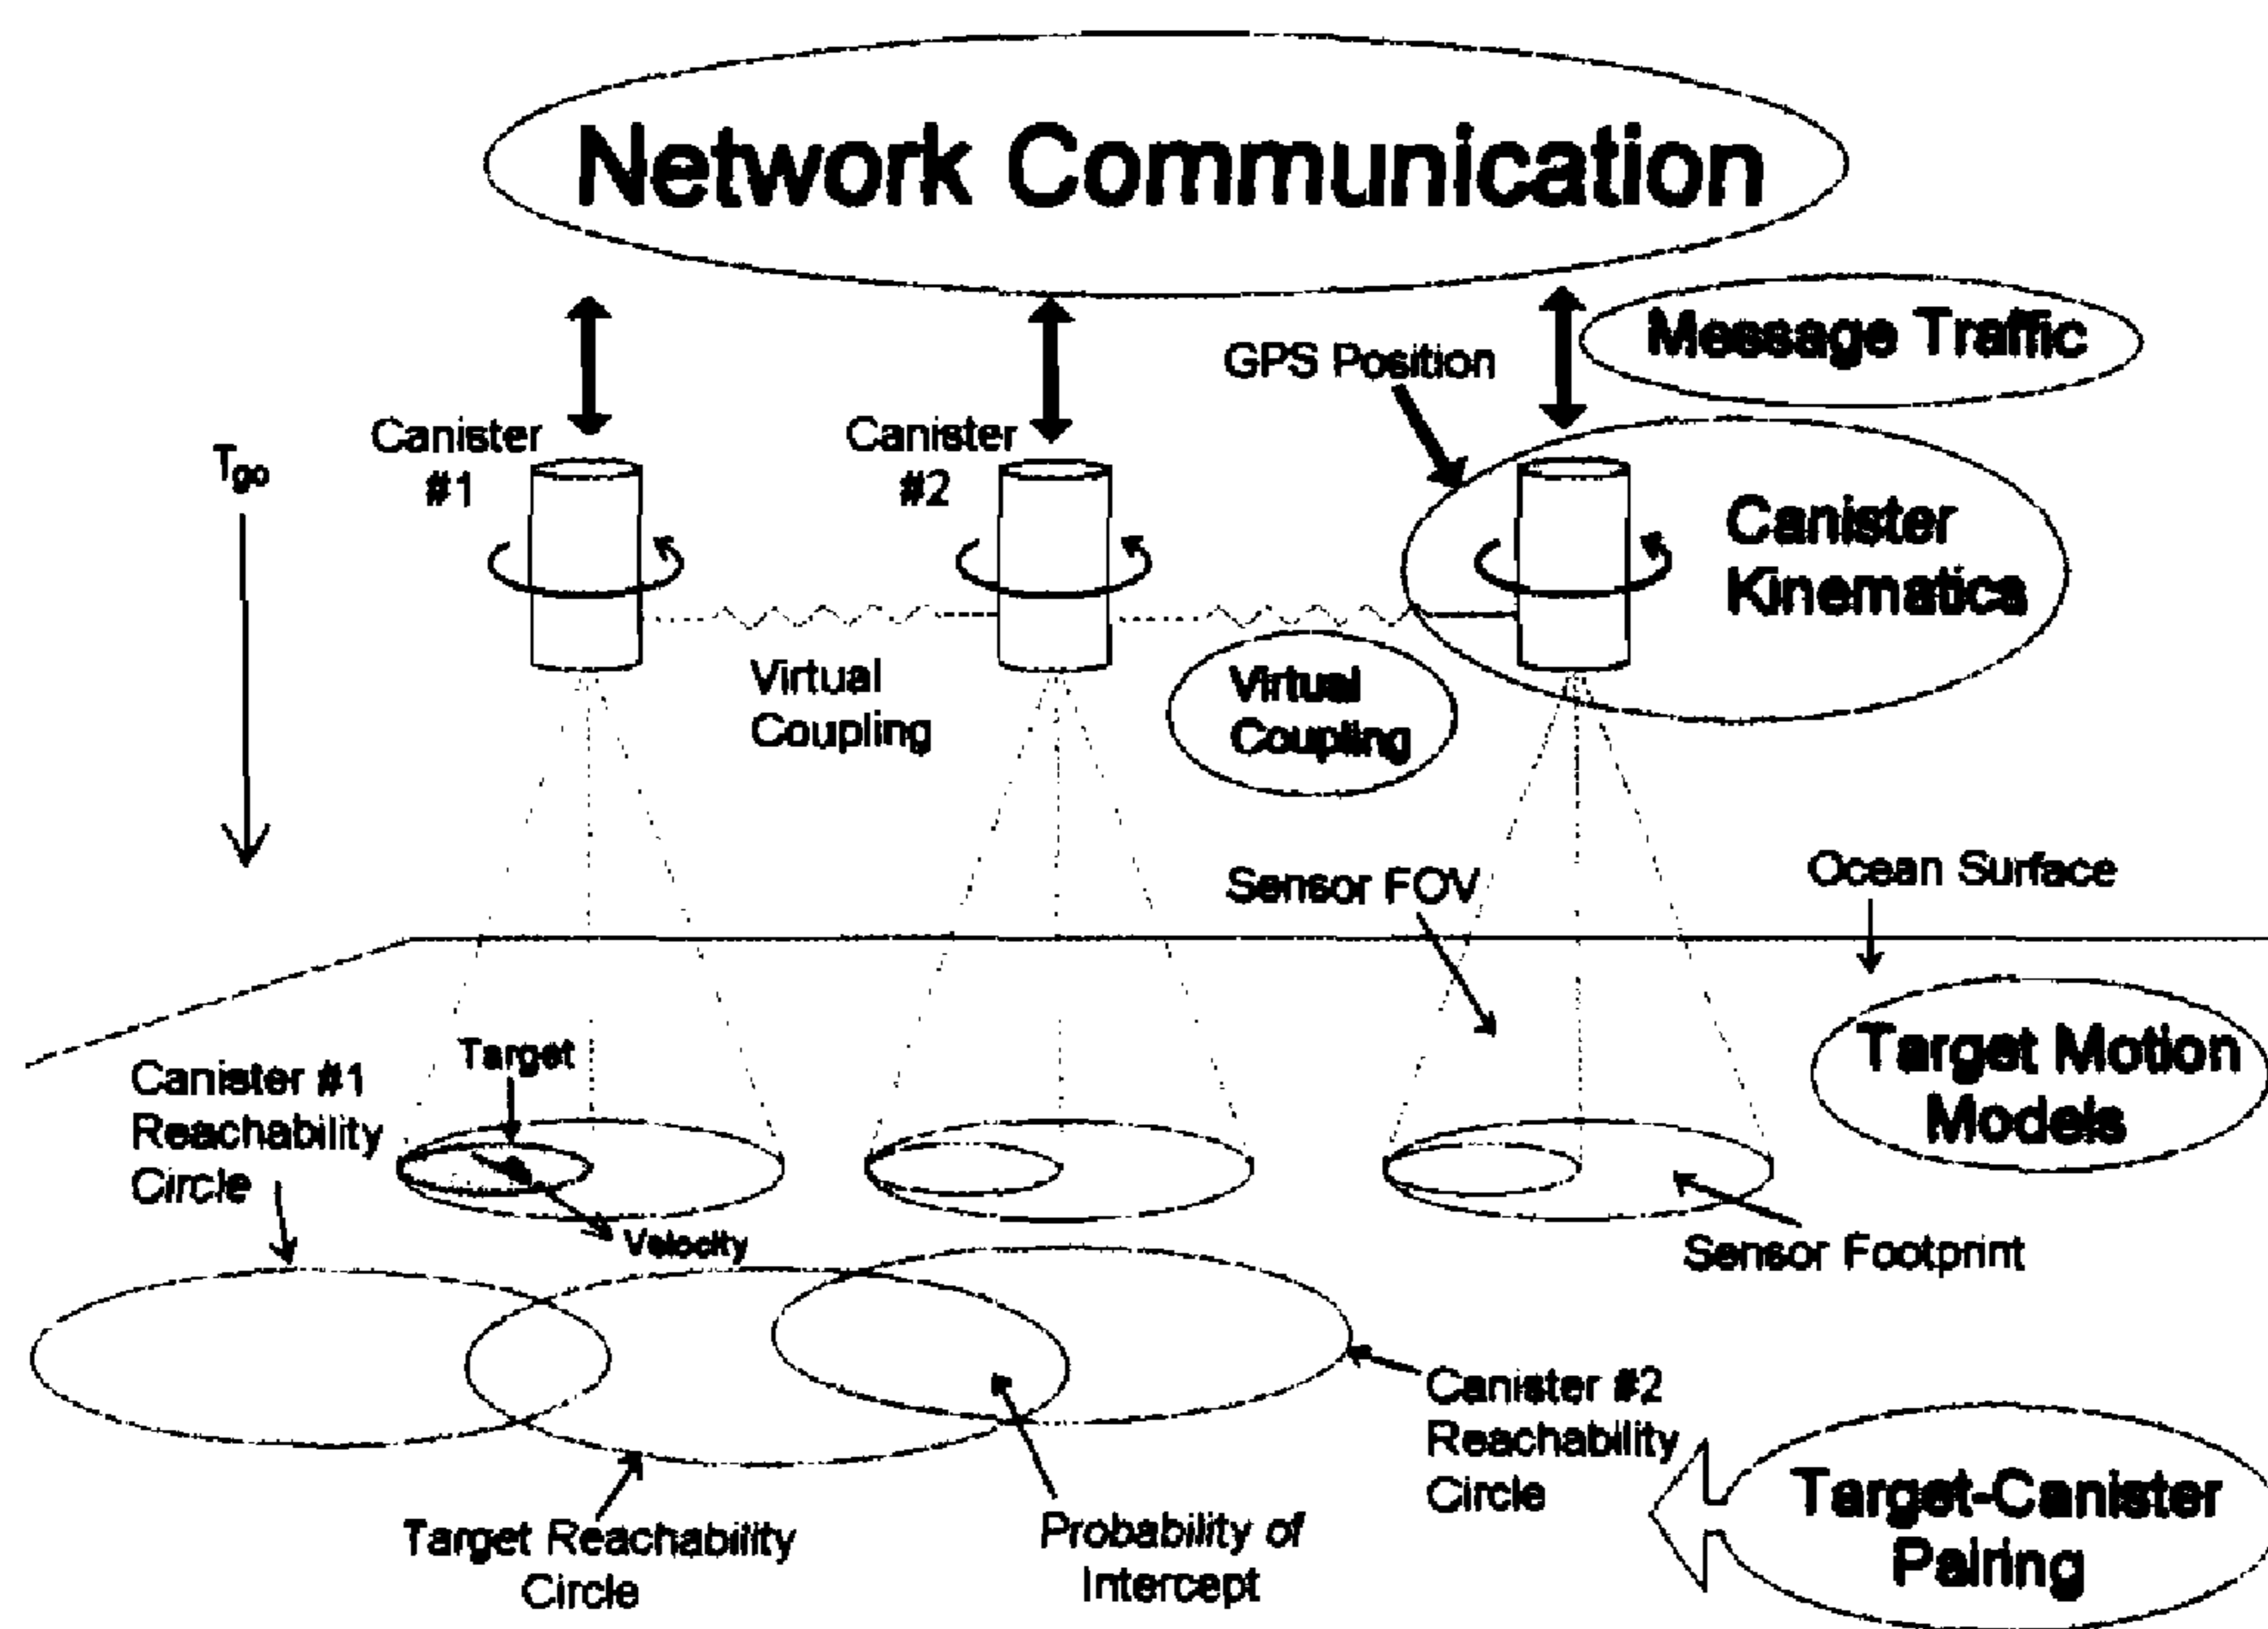 Network Communication
Message Traffic
GPS Position
Canister
#1
Canister
#2
Tgo
Canister
Kinematics
Virtual
Coupling
Virtual
Coupling
Sensor FOV
Ocean Surface
Target Motion
Models
Target
Canister #1
Reachability
Circle
Velocity
Sensor Footprint
Canister #2
Reachability
Circle
Target-Canister
Pairing
Target Reachability
Circle
Probability of
Intercept